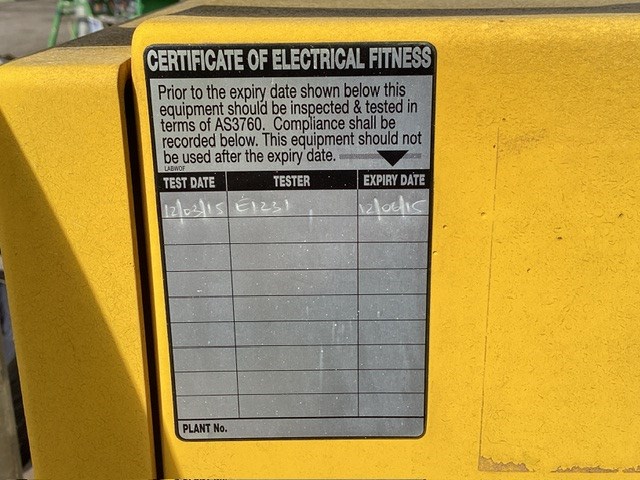 CERTIFICATE OF ELECTRICAL FITNESS
Prior to the expiry date shown below this
equipment should be inspected & tested in
terms of AS3760. Compliance shall be
recorded below. This equipment should not
be used after the expiry date.
LABWOF
TEST DATE TESTER EXPIRY DATE
12/03/15 E1231 12/06/15
PLANT No.